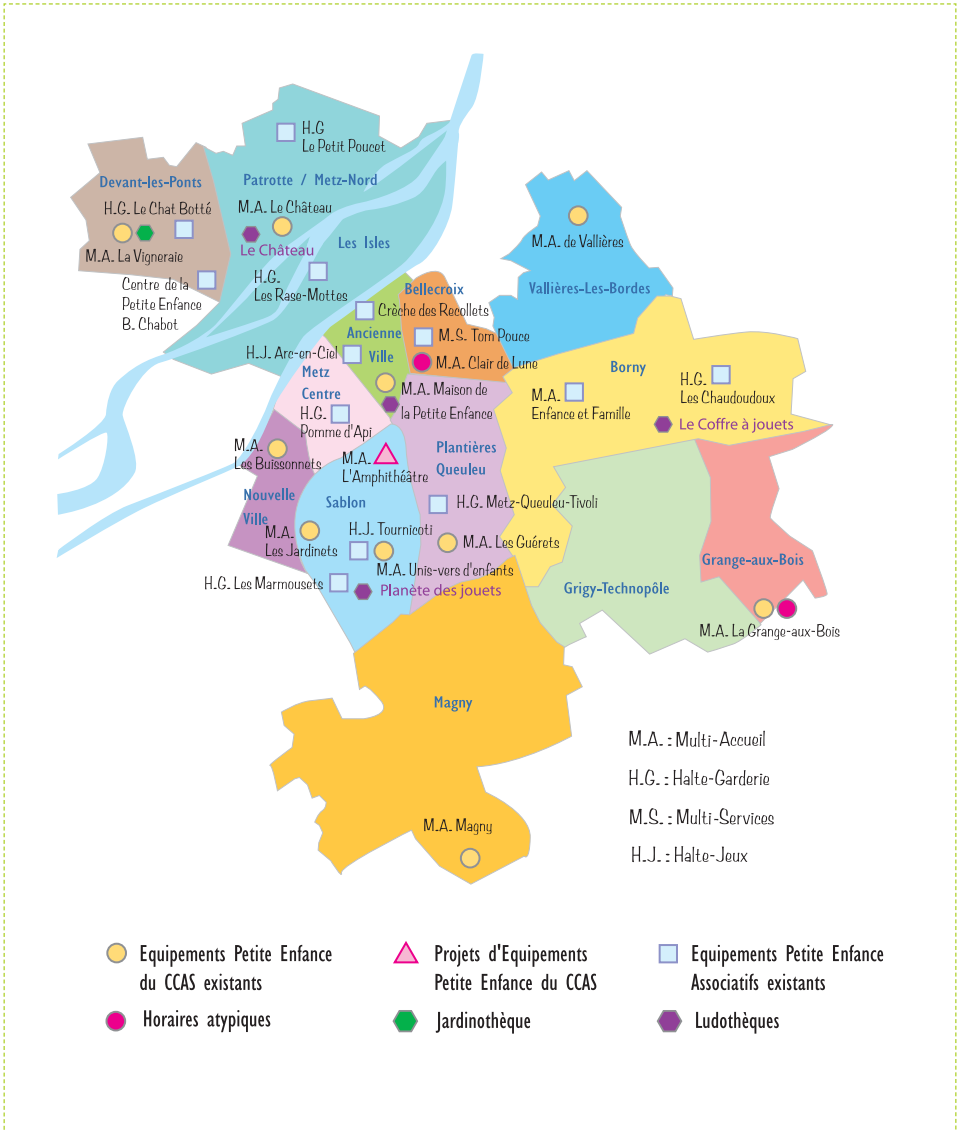 H.G
Le Petit Poucet
Devant-les-Ponts
Patrotte / Metz-Nord
H.G. Le Chat Botté
M.A. Le Château
M.A. La Vigneraie
Le Château
Les Isles
M.A. de Vallières
Centre de la
Petite Enfance
B. Chabot
H.G.
Les Rase-Mottes
Bellecroix
Vallières-Les-Bordes
Crèche des Recollets
Ancienne
Ville
M.S. Tom Pouce
H.J. Arc-en-Ciel
M.A. Clair de Lune
Metz
Centre
Borny
M.A. Maison de
la Petite Enfance
M.A.
Enfance et Famille
H.G.
Les Chaudoudoux
H.G.
Pomme d'Api
Le Coffre à jouets
M.A.
Les Buissonnets
M.A.
L'Amphithéâtre
Plantières
Queuleu
Nouvelle
Ville
Sablon
H.G. Metz-Queuleu-Tivoli
M.A.
Les Jardinets
H.J. Tournicoti
M.A. Les Guérets
M.A. Unis-vers d'enfants
H.G. Les Marmousets
Planète des jouets
Grigy-Technopôle
Grange-aux-Bois
M.A. La Grange-aux-Bois
Magny
M.A. : Multi-Accueil
H.G. : Halte-Garderie
M.S. : Multi-Services
H.J. : Halte-Jeux
M.A. Magny
Equipements Petite Enfance
du CCAS existants
Projets d'Equipements
Petite Enfance du CCAS
Equipements Petite Enfance
Associatifs existants
Horaires atypiques
Jardinothèque
Ludothèques